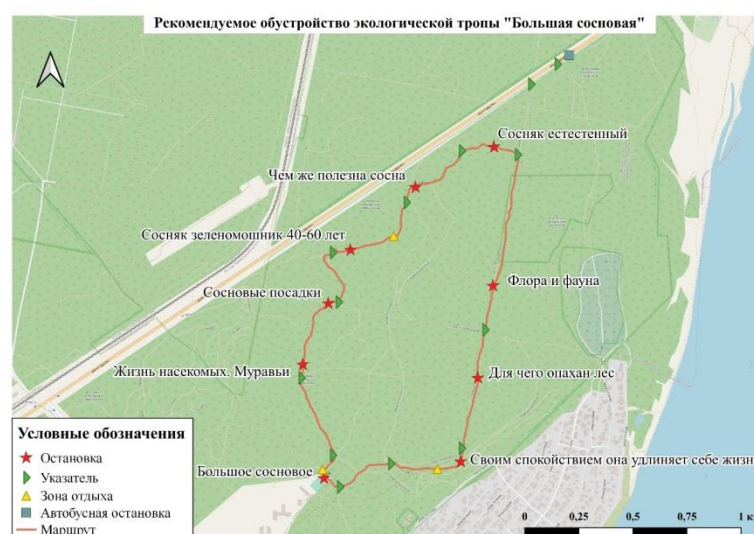 Рекомендуемое обустройство экологической тропы "Большая сосновая"
Сосняк естестенный
Чем же полезна сосна
Сосняк зеленомошник 40-60 лет
Флора и фауна
Сосновые посадки
Жизнь насекомых. Муравьи
Для чего опахан лес
Своим спокойствием она удлиняет себе жизн
Большое сосновое
Условные обозначения
Остановка
Указатель
Зона отдыха
Автобусная остановка
Маршрут
0 0,25 0,5 0,75 1 к